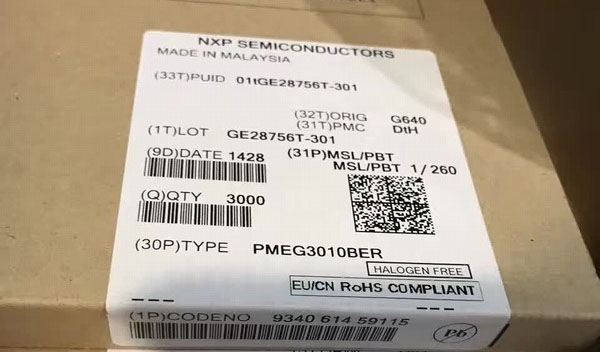 NXP SEMICONDUCTORS
MADE IN MALAYSIA
(33T)PUID 01tGE28756T-301
(32T)ORIG G640
(31T)PMC DtH
(1T)LOT GE28756T-301
(9D)DATE 1428 (31P)MSL/PBT
MSL/PBT 1/260
(Q)QTY 3000
(30P)TYPE PMEG3010BER
HALOGEN FREE
EU/CN RoHS COMPLIANT
(1P)CODENO 9340 614 59115
Pb